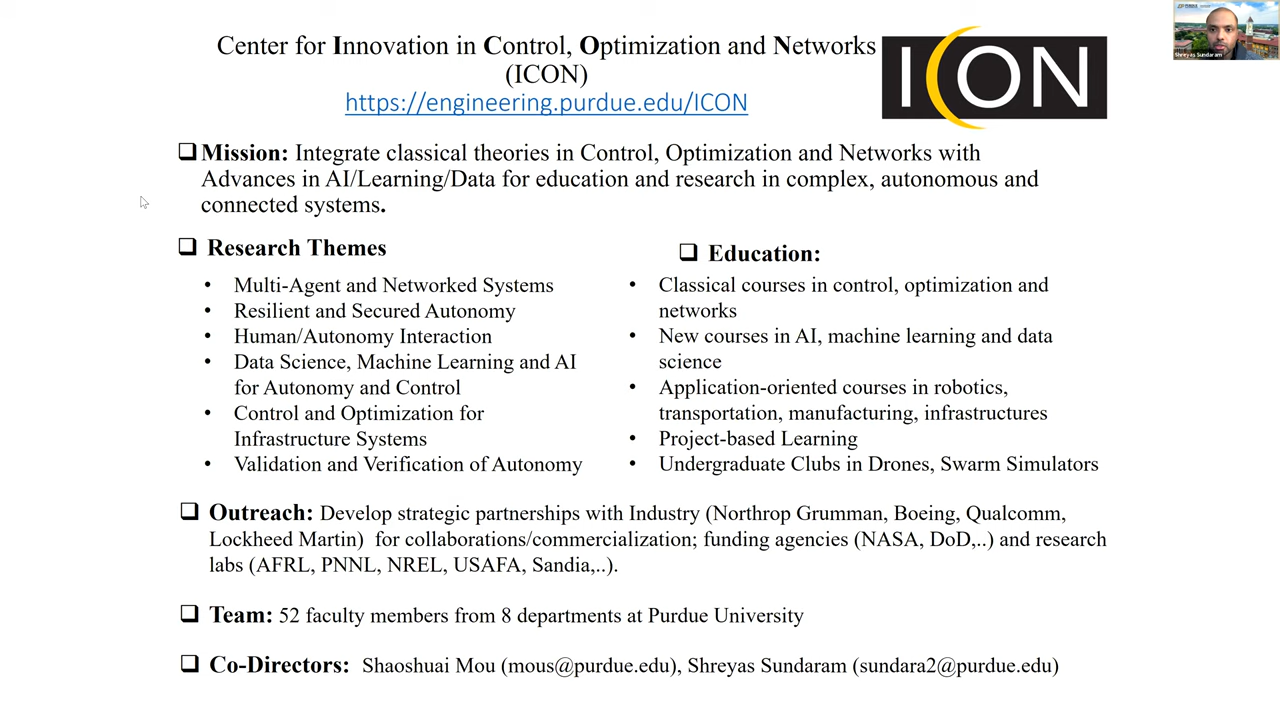 Center for Innovation in Control, Optimization and Networks
(ICON)
https://engineering.purdue.edu/ICON
ICON
Shreyas Sundaram
Mission: Integrate classical theories in Control, Optimization and Networks with
Advances in AI/Learning/Data for education and research in complex, autonomous and
connected systems.
Research Themes
• Multi-Agent and Networked Systems
• Resilient and Secured Autonomy
• Human/Autonomy Interaction
• Data Science, Machine Learning and AI
for Autonomy and Control
• Control and Optimization for
Infrastructure Systems
• Validation and Verification of Autonomy
Education:
• Classical courses in control, optimization and
networks
• New courses in AI, machine learning and data
science
• Application-oriented courses in robotics,
transportation, manufacturing, infrastructures
• Project-based Learning
• Undergraduate Clubs in Drones, Swarm Simulators
Outreach: Develop strategic partnerships with Industry (Northrop Grumman, Boeing, Qualcomm,
Lockheed Martin) for collaborations/commercialization; funding agencies (NASA, DoD,..) and research
labs (AFRL, PNNL, NREL, USAFA, Sandia,..).
Team: 52 faculty members from 8 departments at Purdue University
Co-Directors: Shaoshuai Mou (mous@purdue.edu), Shreyas Sundaram (sundara2@purdue.edu)